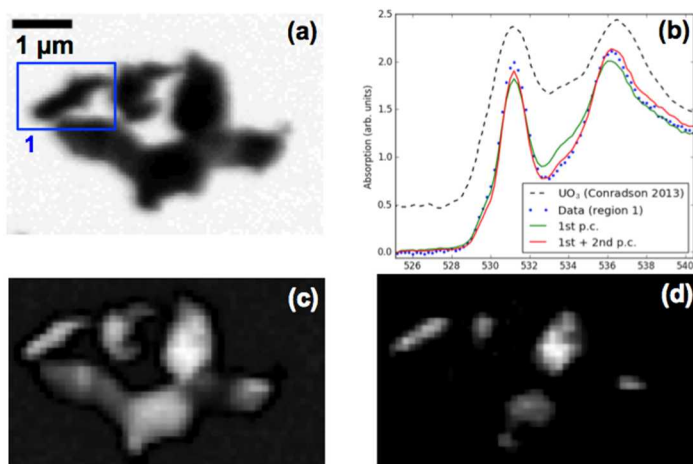 1 µm
(a)
1
(b)
Absorption (arb. units)
2.5
2.0
1.5
1.0
0.5
0.0
526 528 530 532 534 536 538 540
UO₃ (Conradson 2013)
Data (region 1)
1st p.c.
1st + 2nd p.c.
(c)
(d)